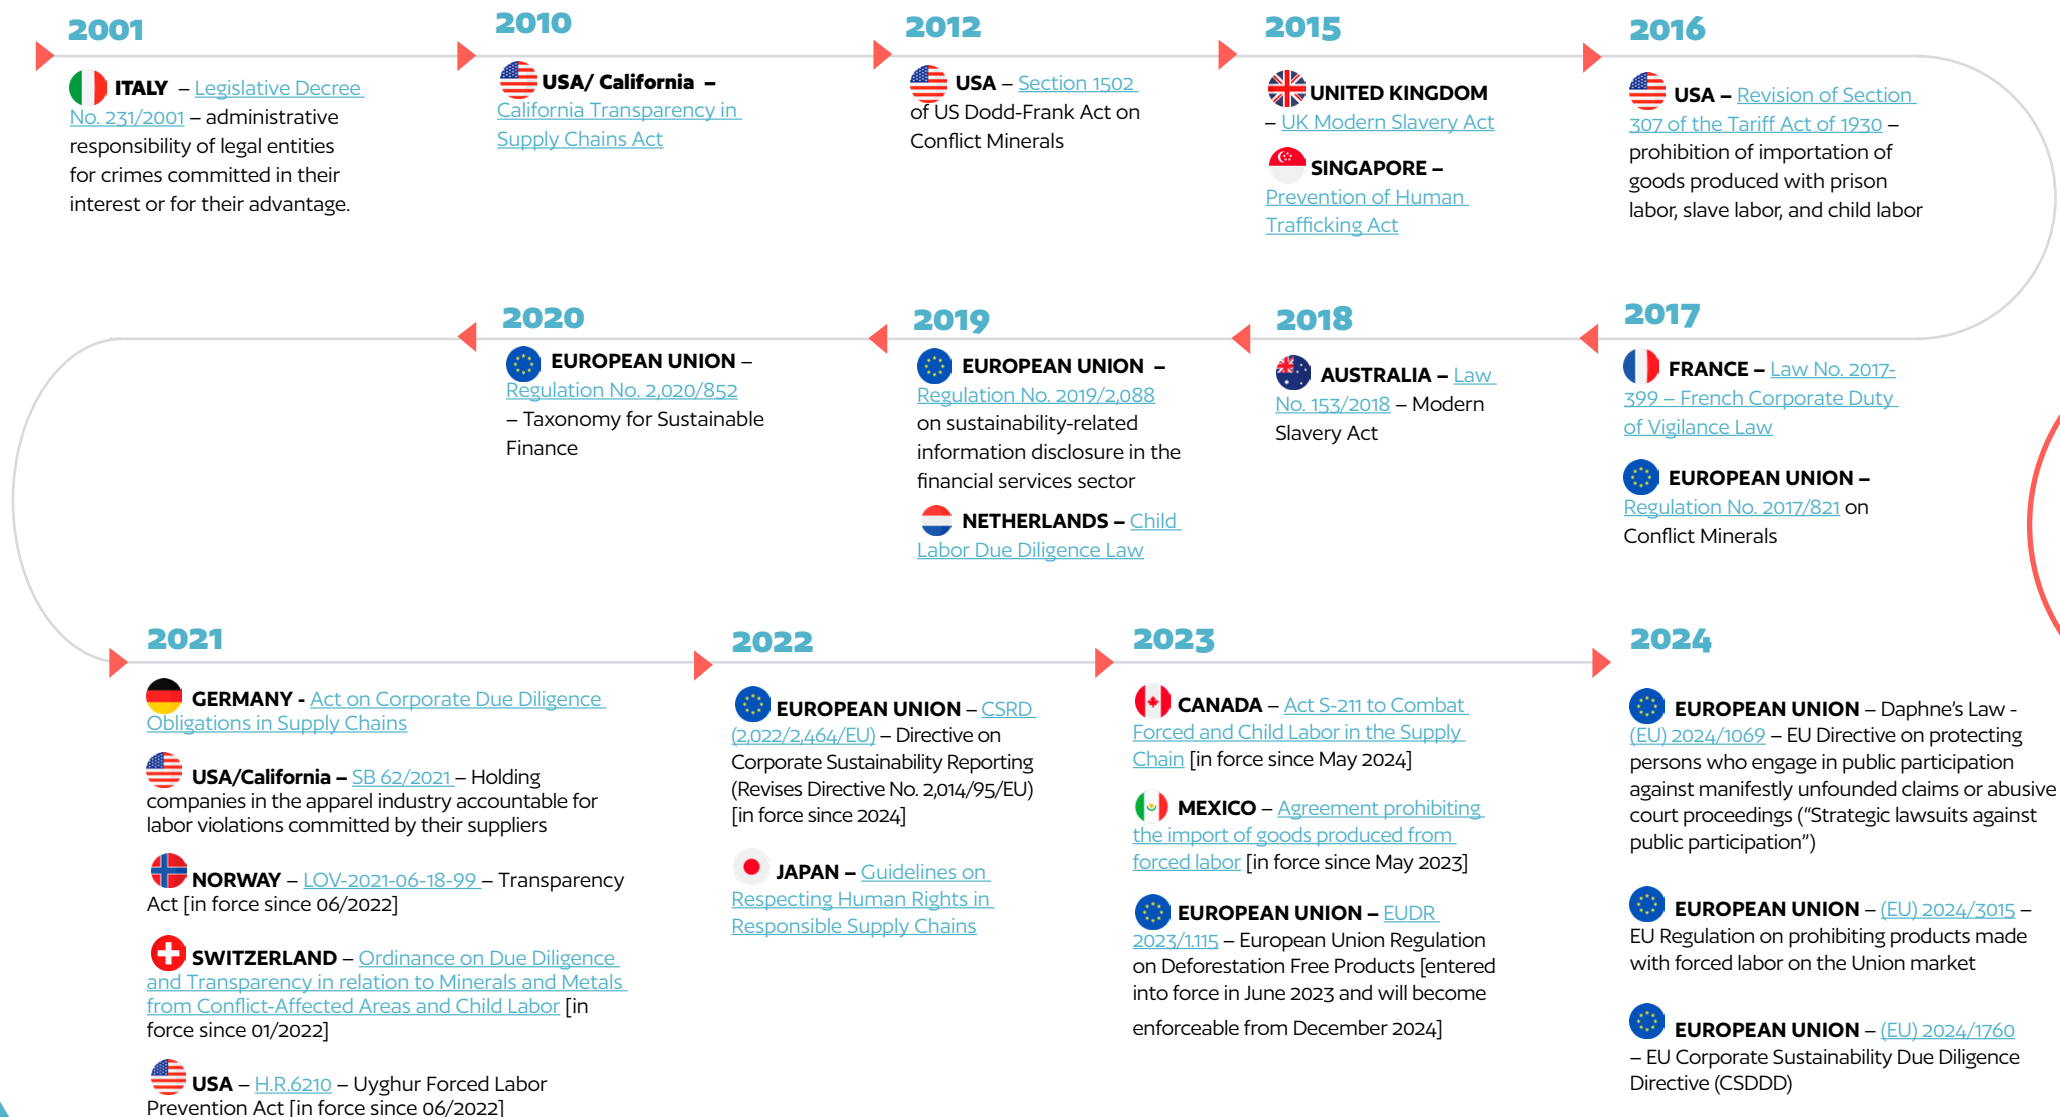 2001
ITALY – Legislative Decree
No. 231/2001 – administrative
responsibility of legal entities
for crimes committed in their
interest or for their advantage.
2010
USA/ California –
California Transparency in
Supply Chains Act
2012
USA – Section 1502
of US Dodd-Frank Act on
Conflict Minerals
2015
UNITED KINGDOM
– UK Modern Slavery Act
SINGAPORE –
Prevention of Human
Trafficking Act
2016
USA – Revision of Section
307 of the Tariff Act of 1930 –
prohibition of importation of
goods produced with prison
labor, slave labor, and child labor
2017
FRANCE – Law No. 2017-
399 – French Corporate Duty
of Vigilance Law
EUROPEAN UNION –
Regulation No. 2017/821 on
Conflict Minerals
2018
AUSTRALIA – Law
No. 153/2018 – Modern
Slavery Act
2019
EUROPEAN UNION –
Regulation No. 2019/2,088
on sustainability-related
information disclosure in the
financial services sector
NETHERLANDS – Child
Labor Due Diligence Law
2020
EUROPEAN UNION –
Regulation No. 2,020/852
– Taxonomy for Sustainable
Finance
2021
GERMANY - Act on Corporate Due Diligence
Obligations in Supply Chains
USA/California – SB 62/2021 – Holding
companies in the apparel industry accountable for
labor violations committed by their suppliers
NORWAY – LOV-2021-06-18-99 – Transparency
Act [in force since 06/2022]
SWITZERLAND – Ordinance on Due Diligence
and Transparency in relation to Minerals and Metals
from Conflict-Affected Areas and Child Labor [in
force since 01/2022]
USA – H.R.6210 – Uyghur Forced Labor
Prevention Act [in force since 06/2022]
2022
EUROPEAN UNION – CSRD
(2,022/2,464/EU) – Directive on
Corporate Sustainability Reporting
(Revises Directive No. 2,014/95/EU)
[in force since 2024]
JAPAN – Guidelines on
Respecting Human Rights in
Responsible Supply Chains
2023
CANADA – Act S-211 to Combat
Forced and Child Labor in the Supply
Chain [in force since May 2024]
MEXICO – Agreement prohibiting
the import of goods produced from
forced labor [in force since May 2023]
EUROPEAN UNION – EUDR
2023/1.115 – European Union Regulation
on Deforestation Free Products [entered
into force in June 2023 and will become
enforceable from December 2024]
2024
EUROPEAN UNION – Daphne’s Law -
(EU) 2024/1069 – EU Directive on protecting
persons who engage in public participation
against manifestly unfounded claims or abusive
court proceedings (“Strategic lawsuits against
public participation”)
EUROPEAN UNION – (EU) 2024/3015 –
EU Regulation on prohibiting products made
with forced labor on the Union market
EUROPEAN UNION – (EU) 2024/1760
– EU Corporate Sustainability Due Diligence
Directive (CSDDD)